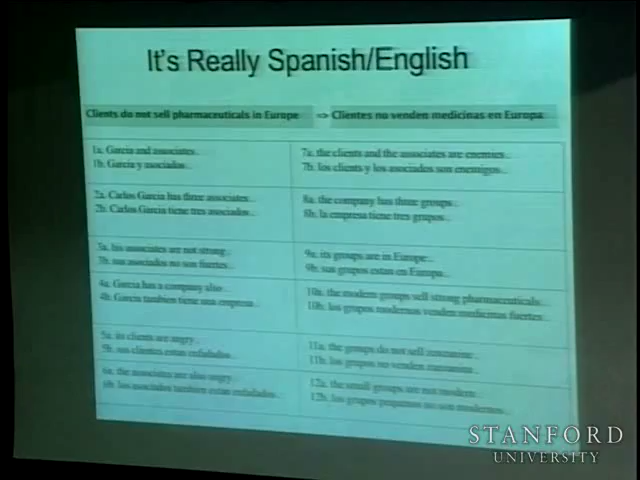 It's Really Spanish/English
Clients do not sell pharmaceuticals in Europe => Clientes no venden medicinas en Europa
1a. Garcia and associates.
1b. Garcia y asociados.
2a. Carlos Garcia has three associates.
2b. Carlos Garcia tiene tres asociados.
3a. his associates are not strong.
3b. sus asociados no son fuertes.
4a. Garcia has a company also.
4b. Garcia tambien tiene una empresa.
5a. its clients are angry.
5b. sus clientes estan enfadados.
6a. the associates are also angry.
6b. los asociados tambien estan enfadados.
7a. the clients and the associates are enemies.
7b. los clientes y los asociados son enemigos.
8a. the company has three groups.
8b. la empresa tiene tres grupos.
9a. its groups are in Europe.
9b. sus grupos estan en Europa.
10a. the modern groups sell strong pharmaceuticals.
10b. los grupos modernos venden medicinas fuertes.
11a. the groups do not sell zenzanine.
11b. los grupos no venden zanzanina.
12a. the small groups are not modern.
12b. los grupos pequenos no son modernos.
STANFORD
UNIVERSITY